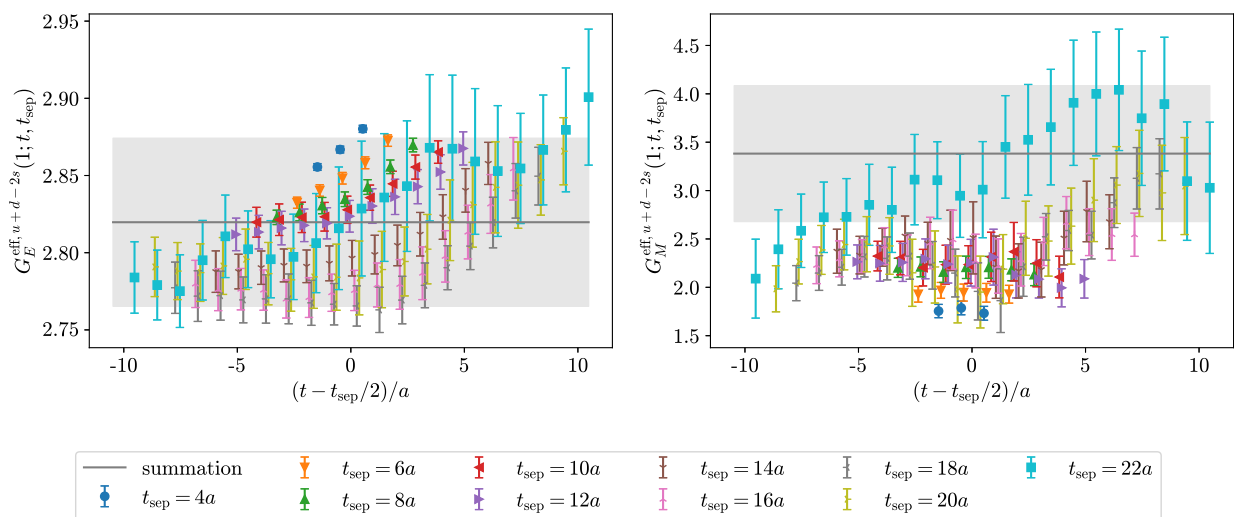 2.95
2.90
2.85
2.80
2.75
-10 -5 0 5 10
(t − t_sep/2)/a
G_E^{eff, u+d−2s}(1; t, t_sep)
4.5
4.0
3.5
3.0
2.5
2.0
1.5
-10 -5 0 5 10
(t − t_sep/2)/a
G_M^{eff, u+d−2s}(1; t, t_sep)
summation t_sep = 6a t_sep = 10a t_sep = 14a t_sep = 18a t_sep = 22a
t_sep = 4a t_sep = 8a t_sep = 12a t_sep = 16a t_sep = 20a